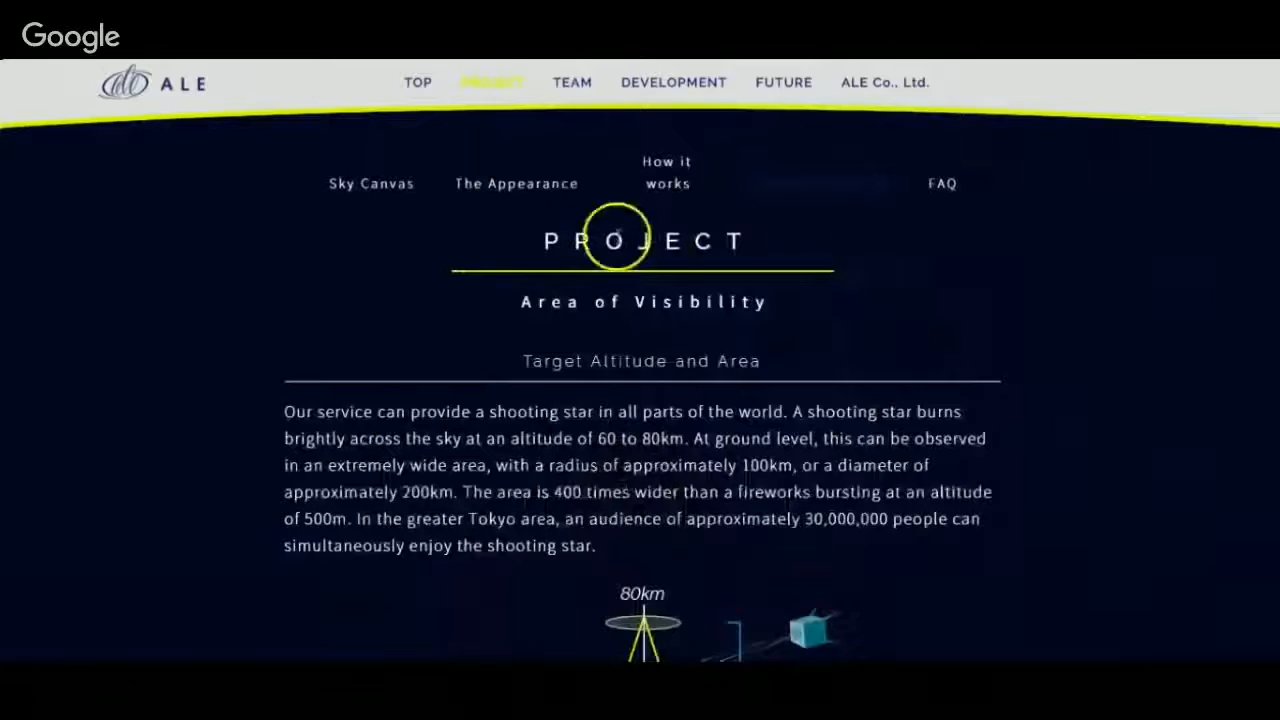 Google
ALE
TOP PROJECT TEAM DEVELOPMENT FUTURE ALE Co., Ltd.
How it
Sky Canvas The Appearance works FAQ
PROJECT
Area of Visibility
Target Altitude and Area
Our service can provide a shooting star in all parts of the world. A shooting star burns
brightly across the sky at an altitude of 60 to 80km. At ground level, this can be observed
in an extremely wide area, with a radius of approximately 100km, or a diameter of
approximately 200km. The area is 400 times wider than a fireworks bursting at an altitude
of 500m. In the greater Tokyo area, an audience of approximately 30,000,000 people can
simultaneously enjoy the shooting star.
80km